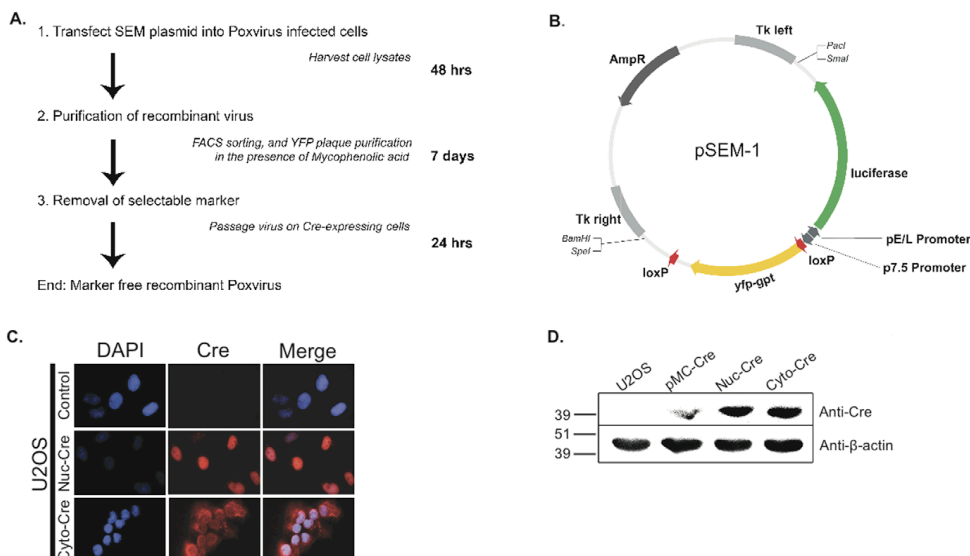 A.
1. Transfect SEM plasmid into Poxvirus infected cells
Harvest cell lysates
48 hrs
2. Purification of recombinant virus
FACS sorting, and YFP plaque purification
in the presence of Mycophenolic acid
7 days
3. Removal of selectable marker
Passage virus on Cre-expressing cells
24 hrs
End: Marker free recombinant Poxvirus
B.
Tk left
PacI
SmaI
AmpR
pSEM-1
luciferase
Tk right
BamHI
SpeI
pE/L Promoter
loxP
loxP
p7.5 Promoter
yfp-gpt
C.
DAPI Cre Merge
U2OS
Control
Nuc-Cre
Cyto-Cre
D.
U2OS
pMC-Cre
Nuc-Cre
Cyto-Cre
39
Anti-Cre
51
39
Anti-β-actin